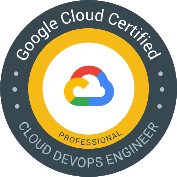 Google Cloud Certified
PROFESSIONAL
CLOUD DEVOPS ENGINEER